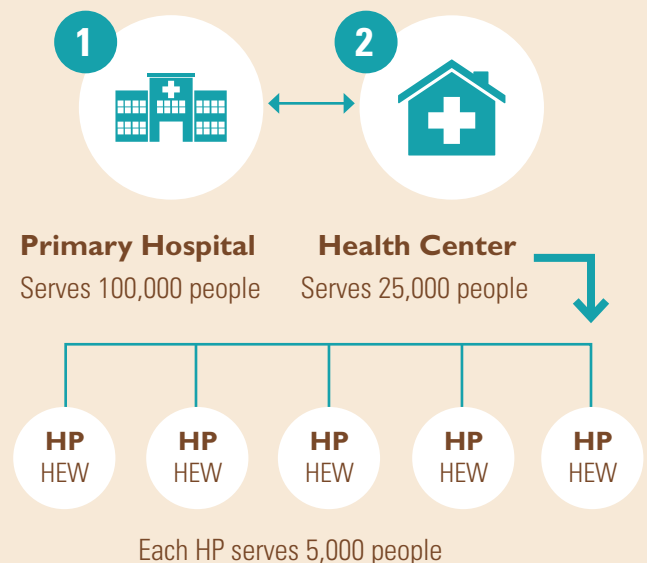 1
2
Primary Hospital
Serves 100,000 people
Health Center
Serves 25,000 people
HP
HEW
HP
HEW
HP
HEW
HP
HEW
HP
HEW
Each HP serves 5,000 people